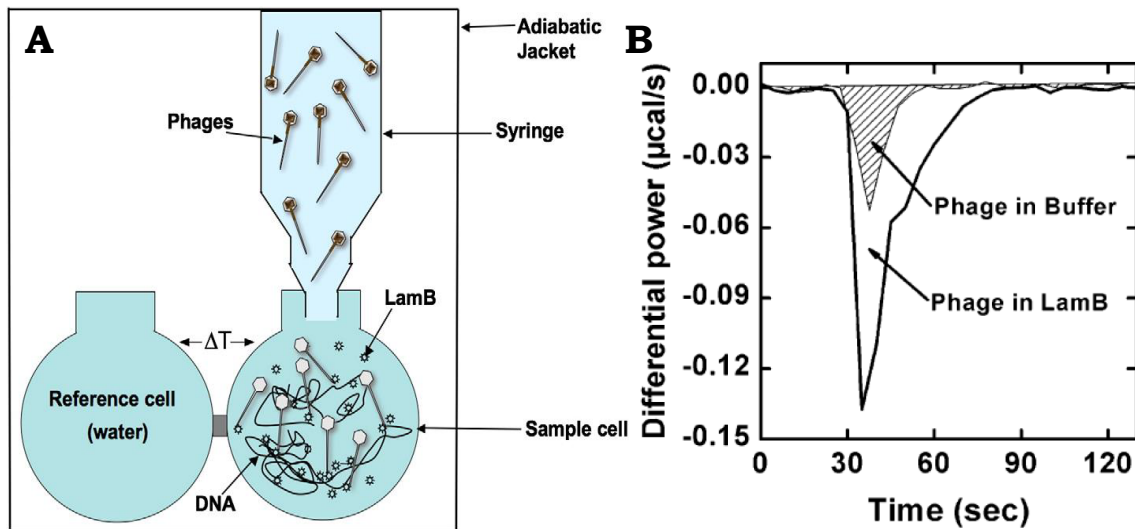 A
Adiabatic
Jacket
Phages
Syringe
LamB
ΔT
Reference cell
(water)
Sample cell
DNA
B
Differential power (µcal/s)
0.00
-0.03
-0.06
-0.09
-0.12
-0.15
Phage in Buffer
Phage in LamB
0
30
60
90
120
Time (sec)